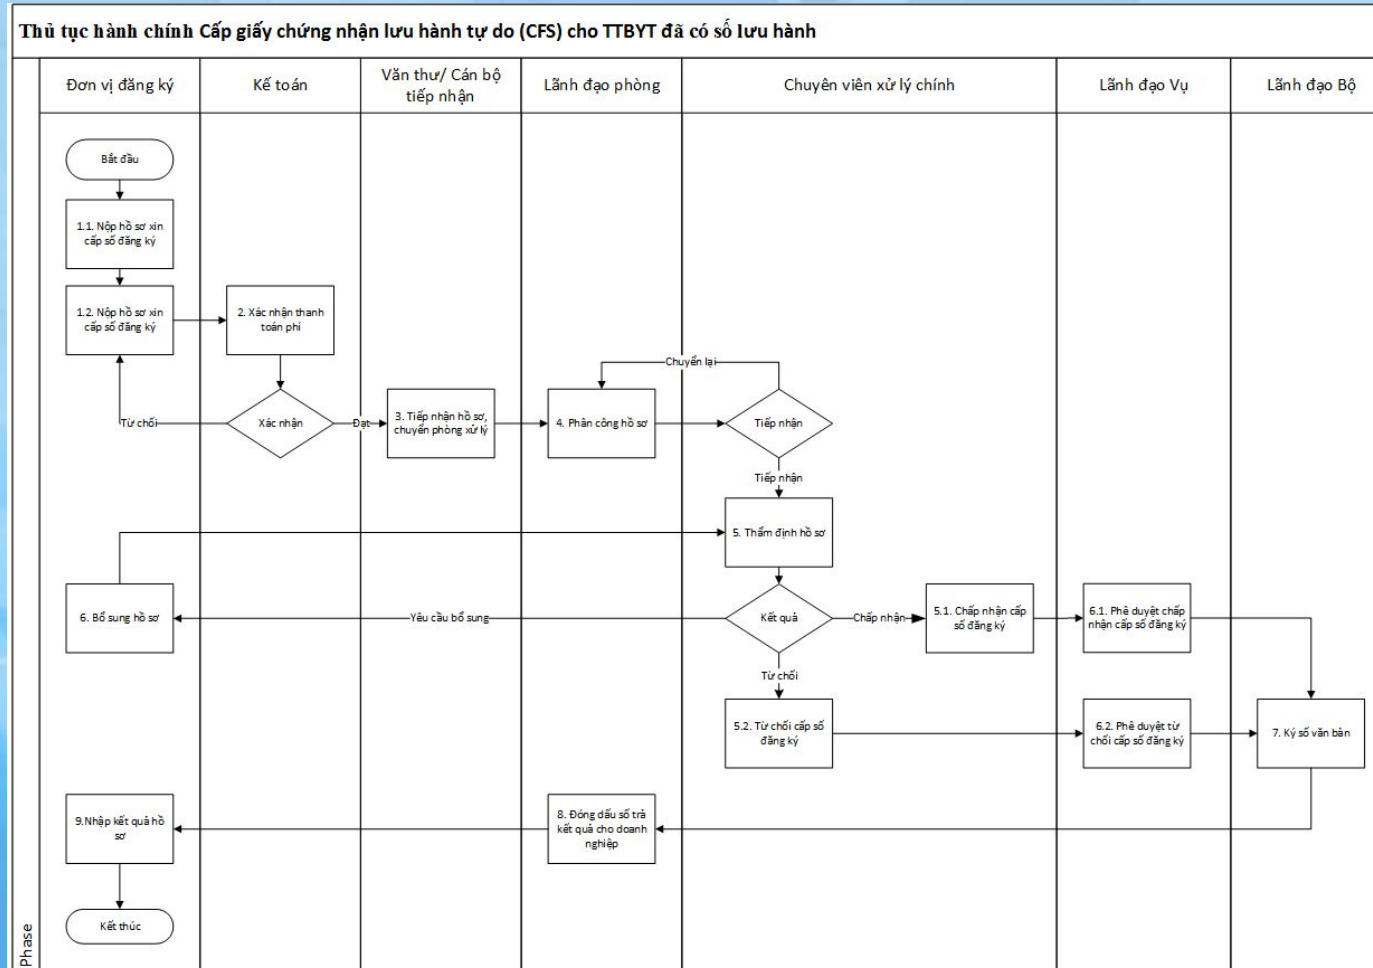 Thủ tục hành chính Cấp giấy chứng nhận lưu hành tự do (CFS) cho TTBYT đã có số lưu hành
Đơn vị đăng ký
Kế toán
Văn thư/ Cán bộ
tiếp nhận
Lãnh đạo phòng
Chuyên viên xử lý chính
Lãnh đạo Vụ
Lãnh đạo Bộ
Bắt đầu
1.1. Nộp hồ sơ xin
cấp số đăng ký
1.2. Nộp hồ sơ xin
cấp số đăng ký
2. Xác nhận thanh
toán phí
Chuyển lại
Từ chối
Xác nhận
Đạt
3. Tiếp nhận hồ sơ,
chuyển phòng xử lý
4. Phân công hồ sơ
Tiếp nhận
Tiếp nhận
5. Thẩm định hồ sơ
6. Bổ sung hồ sơ
Yêu cầu bổ sung
Kết quả
Chấp nhận
5.1. Chấp nhận cấp
số đăng ký
6.1. Phê duyệt chấp
nhận cấp số đăng ký
Từ chối
5.2. Từ chối cấp số
đăng ký
6.2. Phê duyệt từ
chối cấp số đăng ký
7. Ký số văn bản
9.Nhập kết quả hồ
sơ
8. Đóng dấu số trả
kết quả cho doanh
nghiệp
Kết thúc
Phase